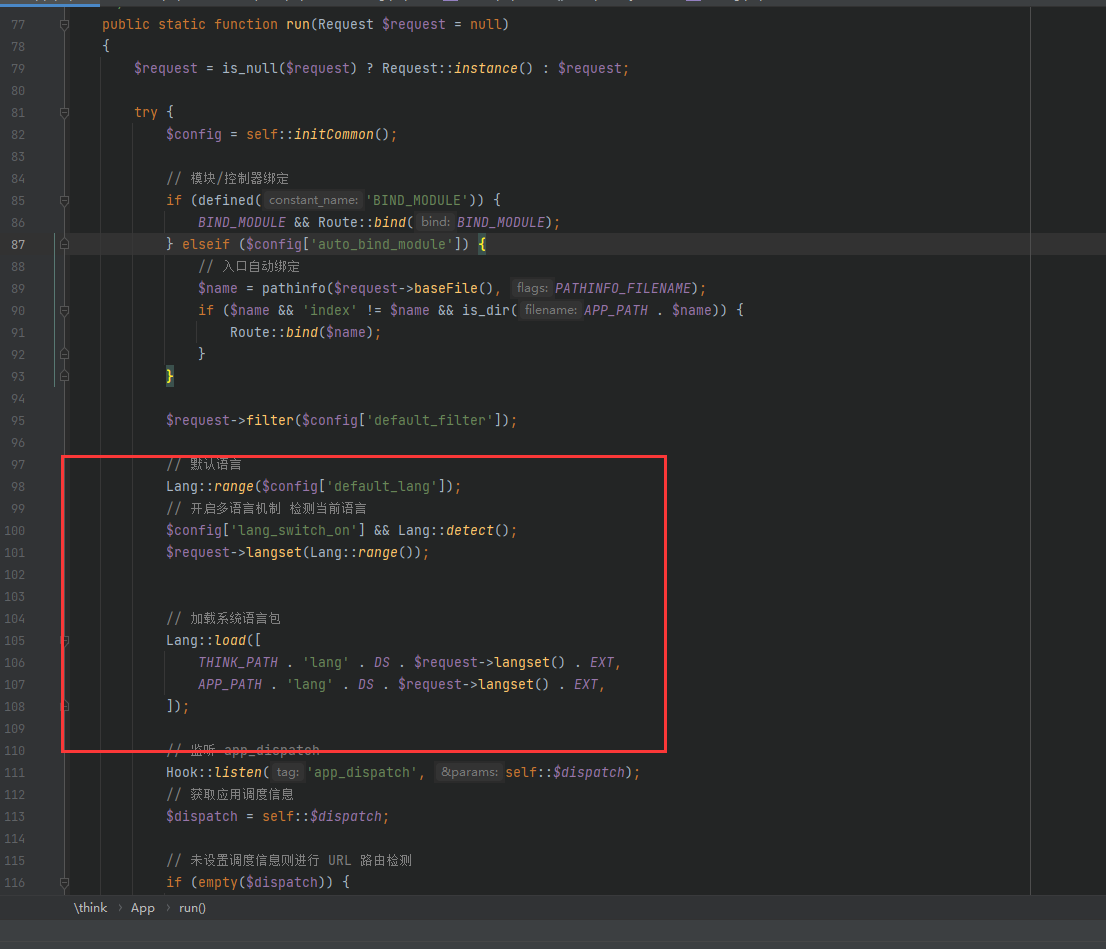 77 public static function run(Request $request = null)
78 {
79 $request = is_null($request) ? Request::instance() : $request;
80
81 try {
82 $config = self::initCommon();
83
84 // 模块/控制器绑定
85 if (defined( constant_name: 'BIND_MODULE')) {
86 BIND_MODULE && Route::bind( bind: BIND_MODULE);
87 } elseif ($config['auto_bind_module']) {
88 // 入口自动绑定
89 $name = pathinfo($request->baseFile(), flags: PATHINFO_FILENAME);
90 if ($name && 'index' != $name && is_dir( filename: APP_PATH . $name)) {
91 Route::bind($name);
92 }
93 }
94
95 $request->filter($config['default_filter']);
96
97 // 默认语言
98 Lang::range($config['default_lang']);
99 // 开启多语言机制 检测当前语言
100 $config['lang_switch_on'] && Lang::detect();
101 $request->langset(Lang::range());
102
103
104 // 加载系统语言包
105 Lang::load([
106 THINK_PATH . 'lang' . DS . $request->langset() . EXT,
107 APP_PATH . 'lang' . DS . $request->langset() . EXT,
108 ]);
109
110 // 监听 app_dispatch
111 Hook::listen( tag: 'app_dispatch', &params: self::$dispatch);
112 // 获取应用调度信息
113 $dispatch = self::$dispatch;
114
115 // 未设置调度信息则进行 URL 路由检测
116 if (empty($dispatch)) {
\think › App › run()